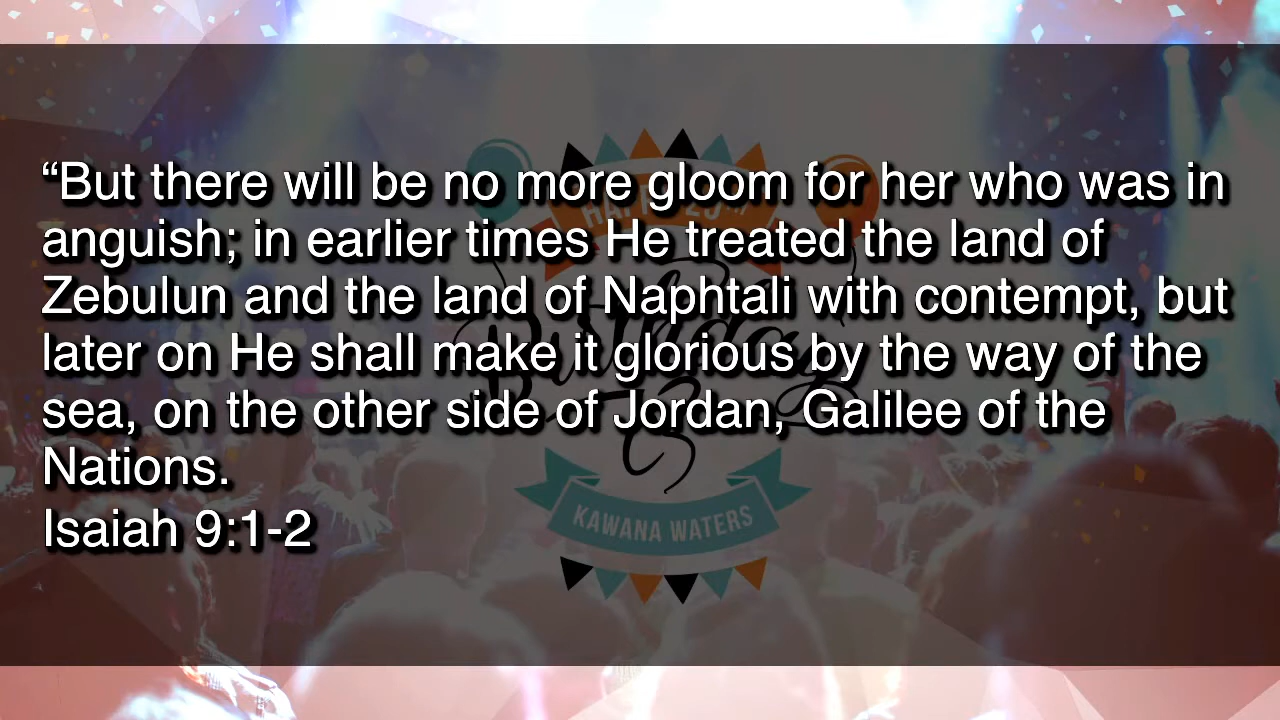 “But there will be no more gloom for her who was in
anguish; in earlier times He treated the land of
Zebulun and the land of Naphtali with contempt, but
later on He shall make it glorious by the way of the
sea, on the other side of Jordan, Galilee of the
Nations.
Isaiah 9:1-2
Birthday
KAWANA WATERS